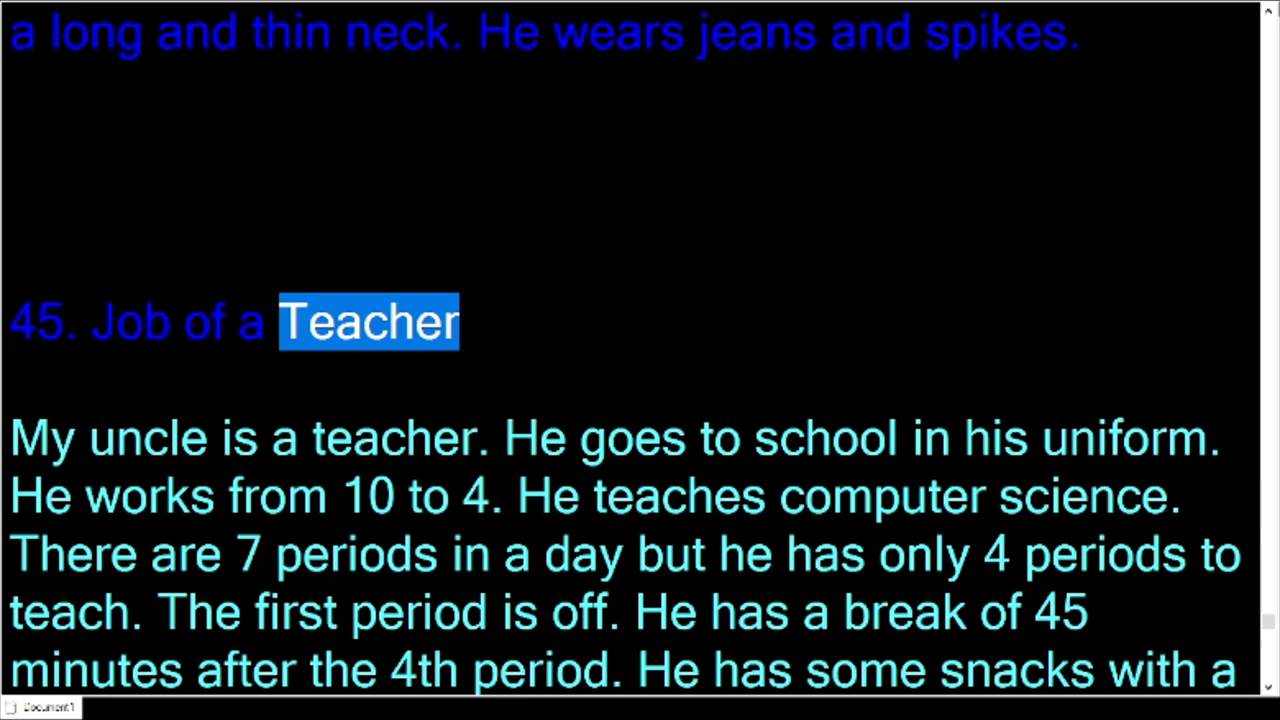 a long and thin neck. He wears jeans and spikes.
45. Job of a Teacher
My uncle is a teacher. He goes to school in his uniform.
He works from 10 to 4. He teaches computer science.
There are 7 periods in a day but he has only 4 periods to
teach. The first period is off. He has a break of 45
minutes after the 4th period. He has some snacks with a
Document1